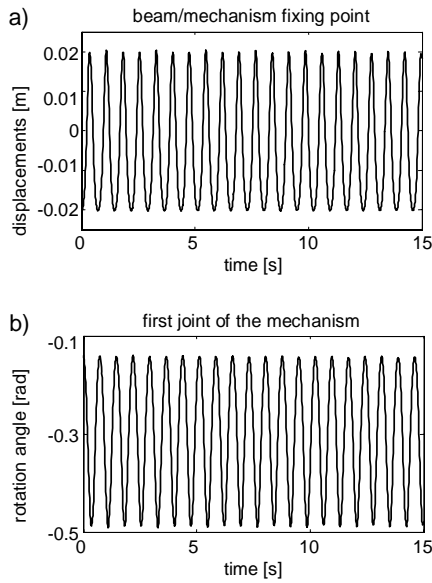 a)
beam/mechanism fixing point
displacements [m]
0.02
0.01
0
-0.01
-0.02
0
5
10
15
time [s]
b)
first joint of the mechanism
rotation angle [rad]
-0.1
-0.3
-0.5
0
5
10
15
time [s]